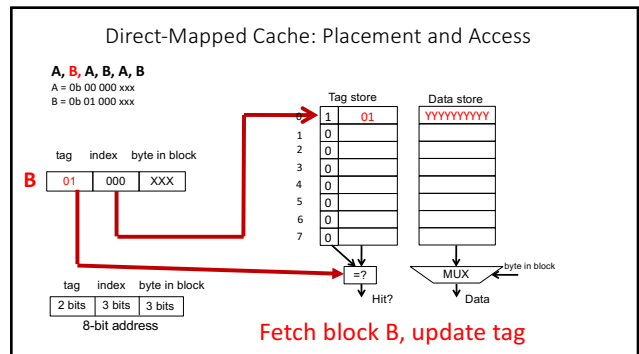 Direct-Mapped Cache: Placement and Access
A, B, A, B, A, B
A = 0b 00 000 xxx
B = 0b 01 000 xxx
Tag store
Data store
0 1 01 YYYYYYYYYY
1 0
2 0
3 0
4 0
5 0
6 0
7 0
tag index byte in block
B 01 000 XXX
=?
MUX
byte in block
Hit?
Data
tag index byte in block
2 bits 3 bits 3 bits
8-bit address
Fetch block B, update tag